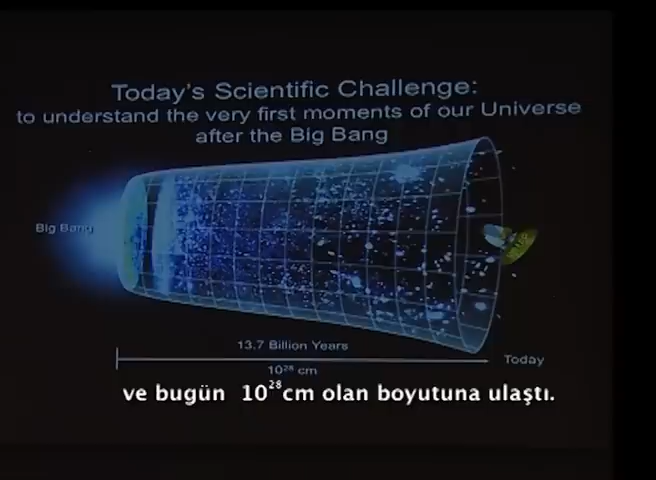 Today's Scientific Challenge:
to understand the very first moments of our Universe
after the Big Bang
Big Bang
13.7 Billion Years
Today
10²⁸ cm
ve bugün 10²⁸cm olan boyutuna ulaştı.